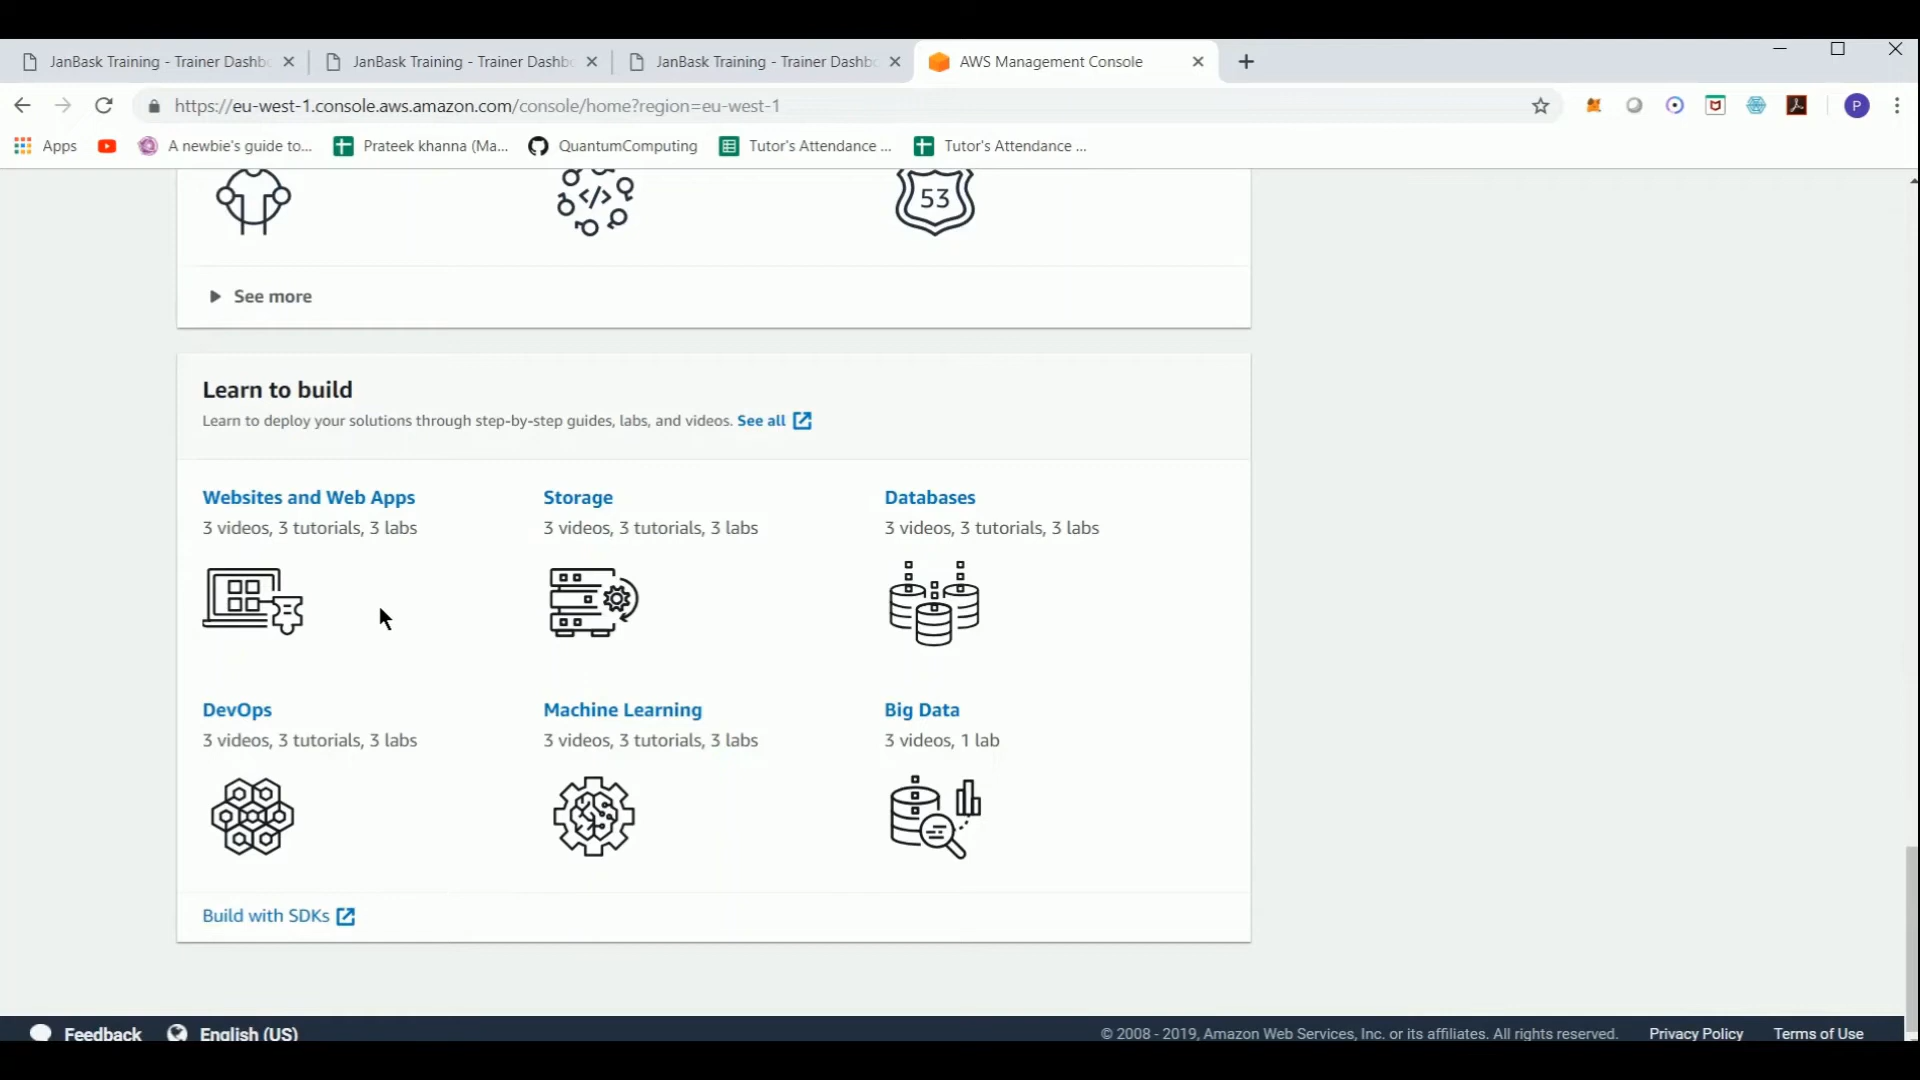 JanBask Training - Trainer Dashb
JanBask Training - Trainer Dashb
JanBask Training - Trainer Dashb
AWS Management Console
https://eu-west-1.console.aws.amazon.com/console/home?region=eu-west-1
P
Apps
A newbie's guide to...
Prateek khanna (Ma...
QuantumComputing
Tutor's Attendance ...
Tutor's Attendance ...
</>
53
See more
Learn to build
Learn to deploy your solutions through step-by-step guides, labs, and videos. See all
Websites and Web Apps
3 videos, 3 tutorials, 3 labs
Storage
3 videos, 3 tutorials, 3 labs
Databases
3 videos, 3 tutorials, 3 labs
DevOps
3 videos, 3 tutorials, 3 labs
Machine Learning
3 videos, 3 tutorials, 3 labs
Big Data
3 videos, 1 lab
Build with SDKs
Feedback
English (US)
© 2008 - 2019, Amazon Web Services, Inc. or its affiliates. All rights reserved.
Privacy Policy
Terms of Use